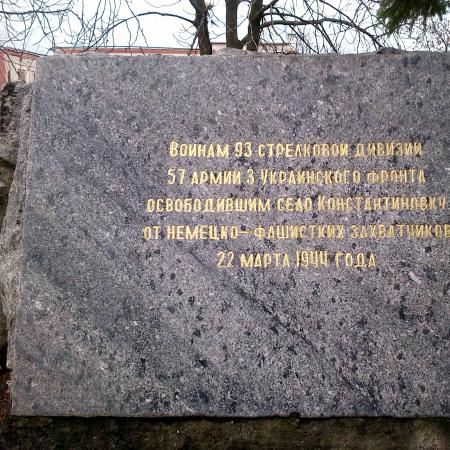 Воинам 93 стрелковой дивизии
57 армии 3 Украинского фронта
освободившим село Константиновку
от немецко-фашистких захватчиков
22 марта 1944 года